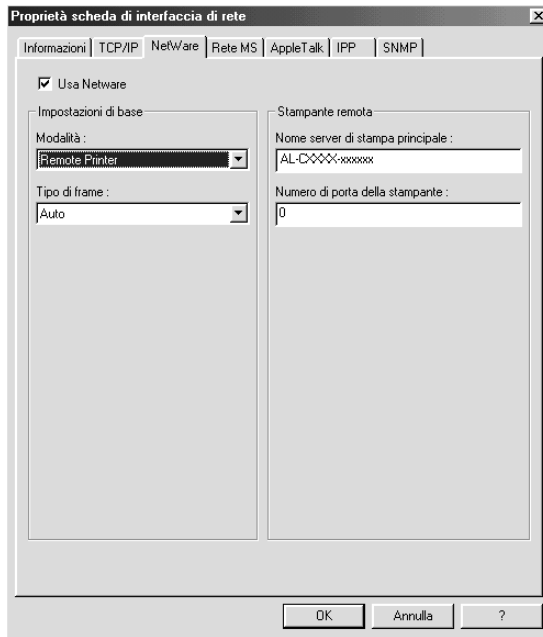 Proprietà scheda di interfaccia di rete
Informazioni TCP/IP NetWare Rete MS AppleTalk IPP SNMP
Usa Netware
Impostazioni di base
Modalità :
Remote Printer
Tipo di frame :
Auto
Stampante remota
Nome server di stampa principale :
AL-CXXXX-xxxxxx
Numero di porta della stampante :
0
OK Annulla ?